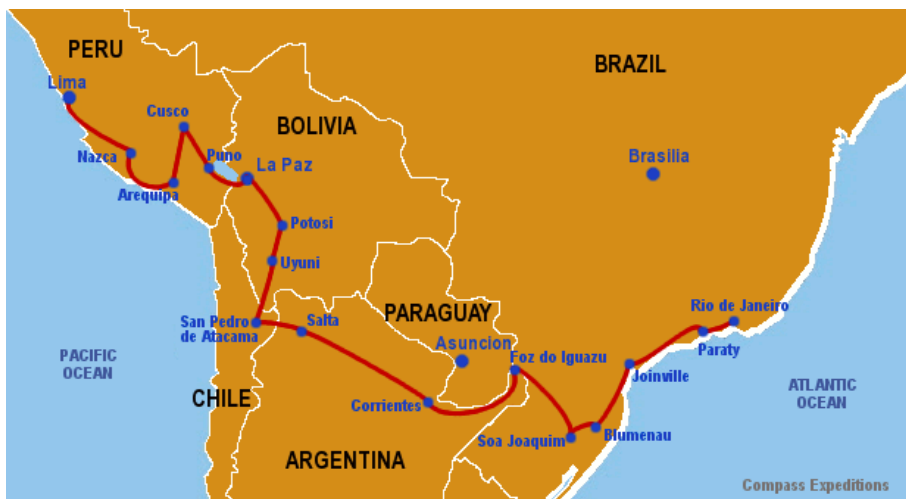 PERU
BRAZIL
Lima
Cusco
BOLIVIA
Nazca
Puno
La Paz
Brasilia
Arequipa
Potosi
Uyuni
PARAGUAY
Rio de Janeiro
San Pedro
de Atacama
Salta
Asuncion
Foz do Iguazu
Paraty
PACIFIC
OCEAN
Joinville
ATLANTIC
OCEAN
CHILE
Corrientes
Soa Joaquim
Blumenau
ARGENTINA
Compass Expeditions